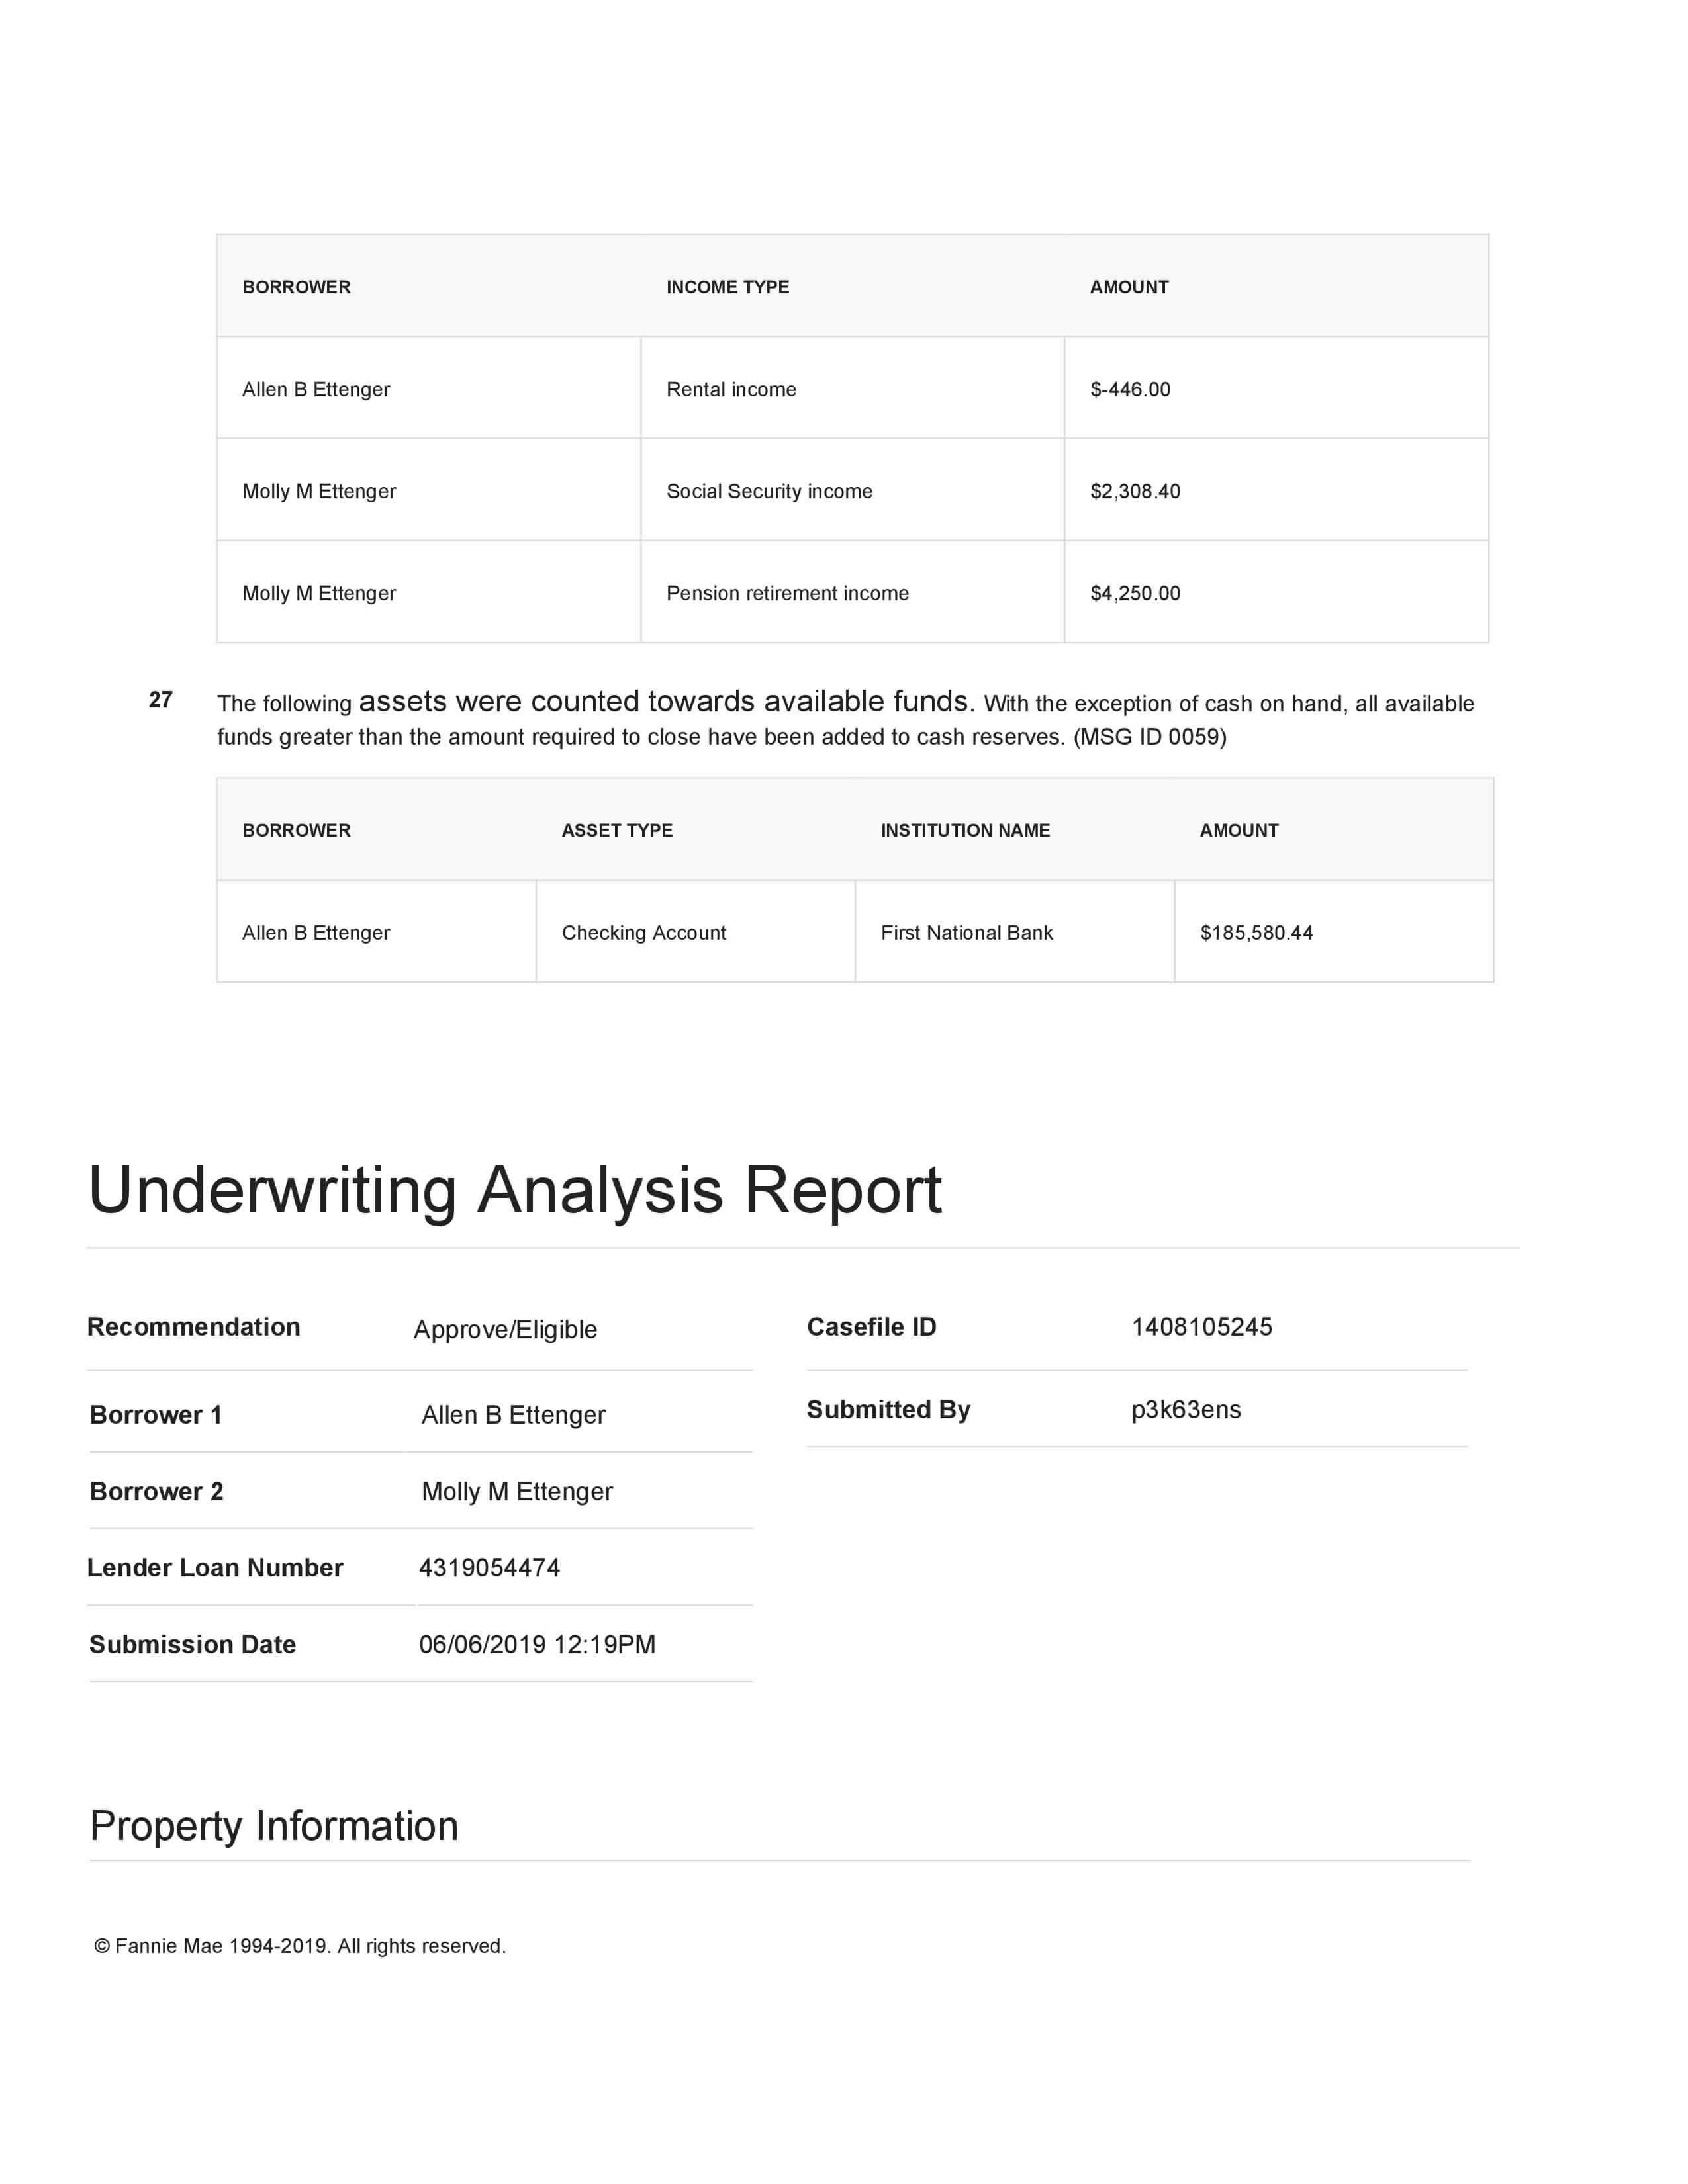 BORROWER INCOME TYPE AMOUNT
Allen B Ettenger Rental income $-446.00
Molly M Ettenger Social Security income $2,308.40
Molly M Ettenger Pension retirement income $4,250.00
27 The following assets were counted towards available funds. With the exception of cash on hand, all available
funds greater than the amount required to close have been added to cash reserves. (MSG ID 0059)
BORROWER ASSET TYPE INSTITUTION NAME AMOUNT
Allen B Ettenger Checking Account First National Bank $185,580.44
Underwriting Analysis Report
Recommendation Approve/Eligible Casefile ID 1408105245
Borrower 1 Allen B Ettenger Submitted By p3k63ens
Borrower 2 Molly M Ettenger
Lender Loan Number 4319054474
Submission Date 06/06/2019 12:19PM
Property Information
© Fannie Mae 1994-2019. All rights reserved.